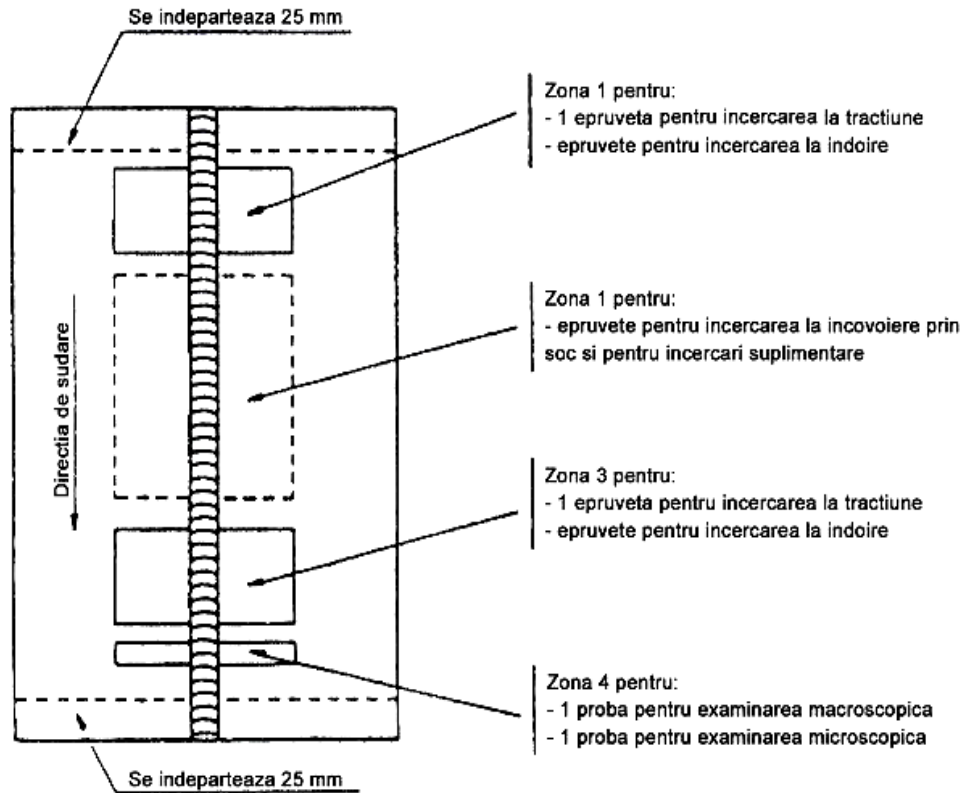 Se indeparteaza 25 mm
Zona 1 pentru:
- 1 epruveta pentru incercarea la tractiune
- epruvete pentru incercarea la indoire
Zona 1 pentru:
- epruvete pentru incercarea la incovoiere prin
soc si pentru incercari suplimentare
Directia de sudare
Zona 3 pentru:
- 1 epruveta pentru incercarea la tractiune
- epruvete pentru incercarea la indoire
Zona 4 pentru:
- 1 proba pentru examinarea macroscopica
- 1 proba pentru examinarea microscopica
Se indeparteaza 25 mm